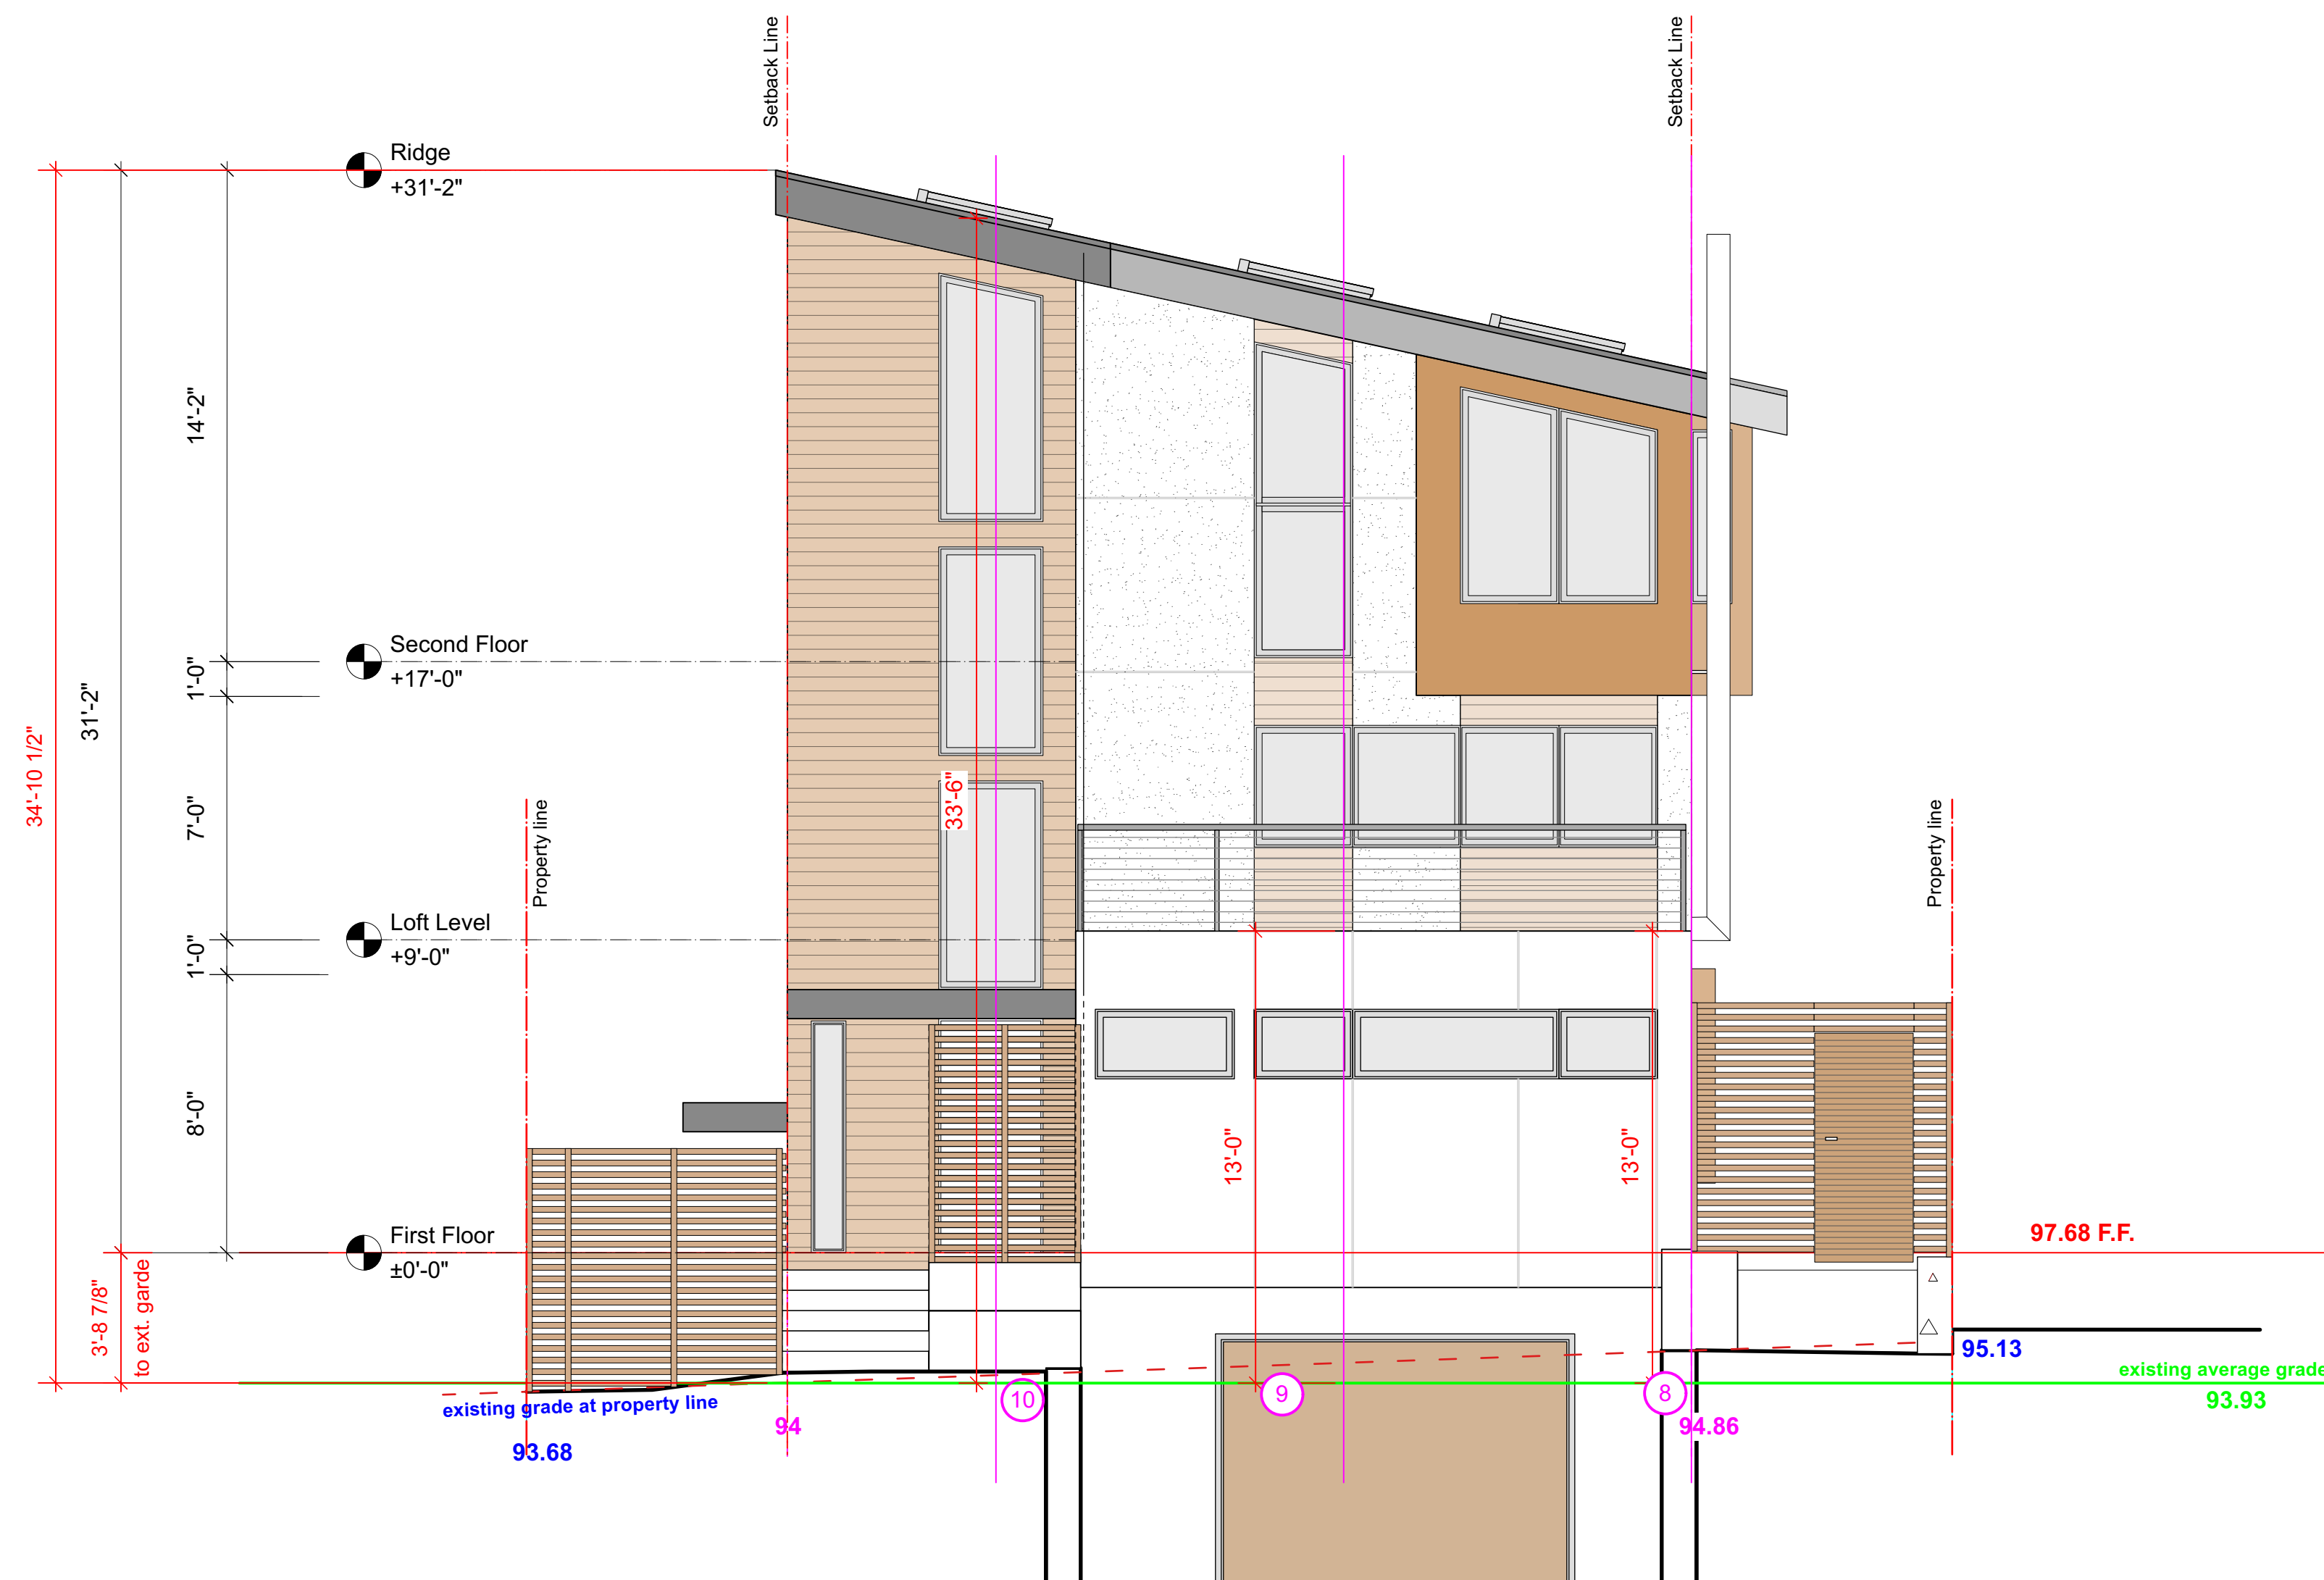 Setback Line
Setback Line
Ridge
+31'-2"
14'-2"
Second Floor
+17'-0"
1'-0"
31'-2"
34'-10 1/2"
7'-0"
33'-6"
Property line
Property line
Loft Level
+9'-0"
1'-0"
8'-0"
13'-0"
13'-0"
First Floor
±0'-0"
97.68 F.F.
3'-8 7/8"
to ext. garde
95.13
existing average grade
93.93
existing grade at property line
93.68
94
10
9
8
94.86